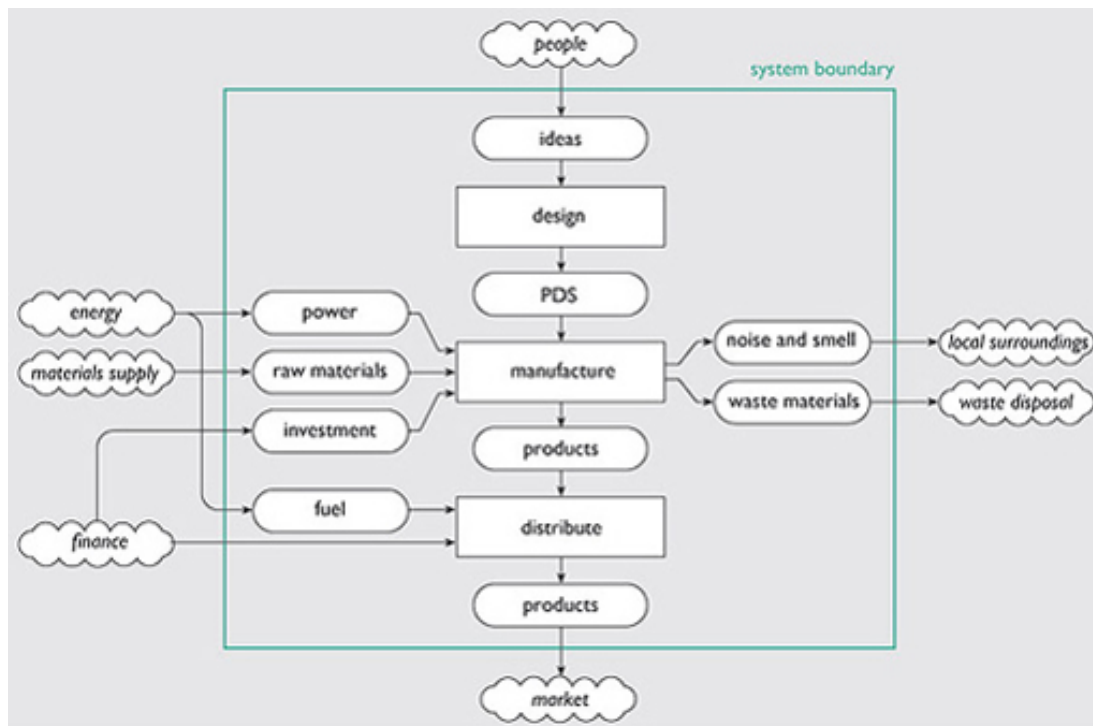 people
system boundary
ideas
design
PDS
energy
power
noise and smell
local surroundings
materials supply
raw materials
manufacture
waste materials
waste disposal
investment
products
fuel
distribute
finance
products
market